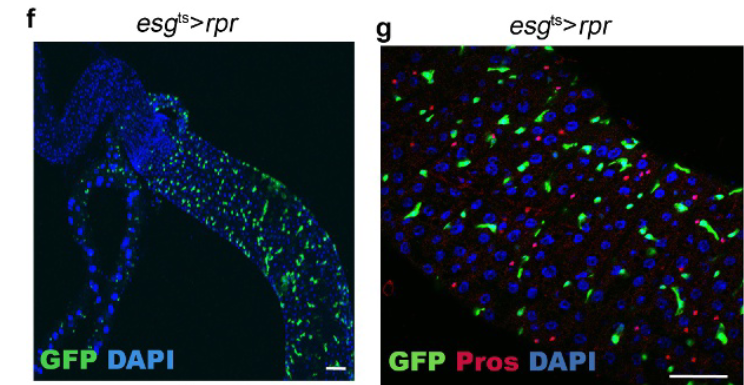 f
esgᵗˢ>rpr
GFP DAPI
g
esgᵗˢ>rpr
GFP Pros DAPI